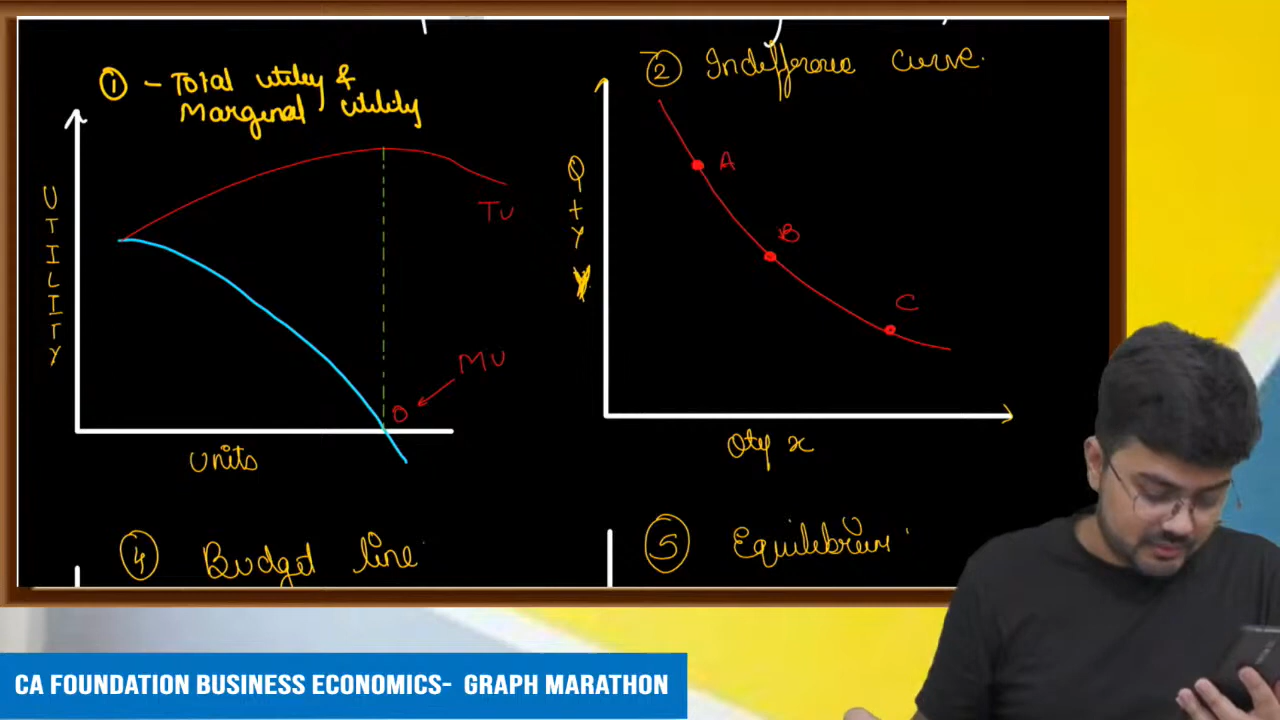 ① - Total utiley &
Marginal utility
UTILITY
TU
MU
0
Units
② Indifference curve.
QTY Y
A
B
C
Qty x
④ Budget line
⑤ Equilibrium
CA FOUNDATION BUSINESS ECONOMICS- GRAPH MARATHON